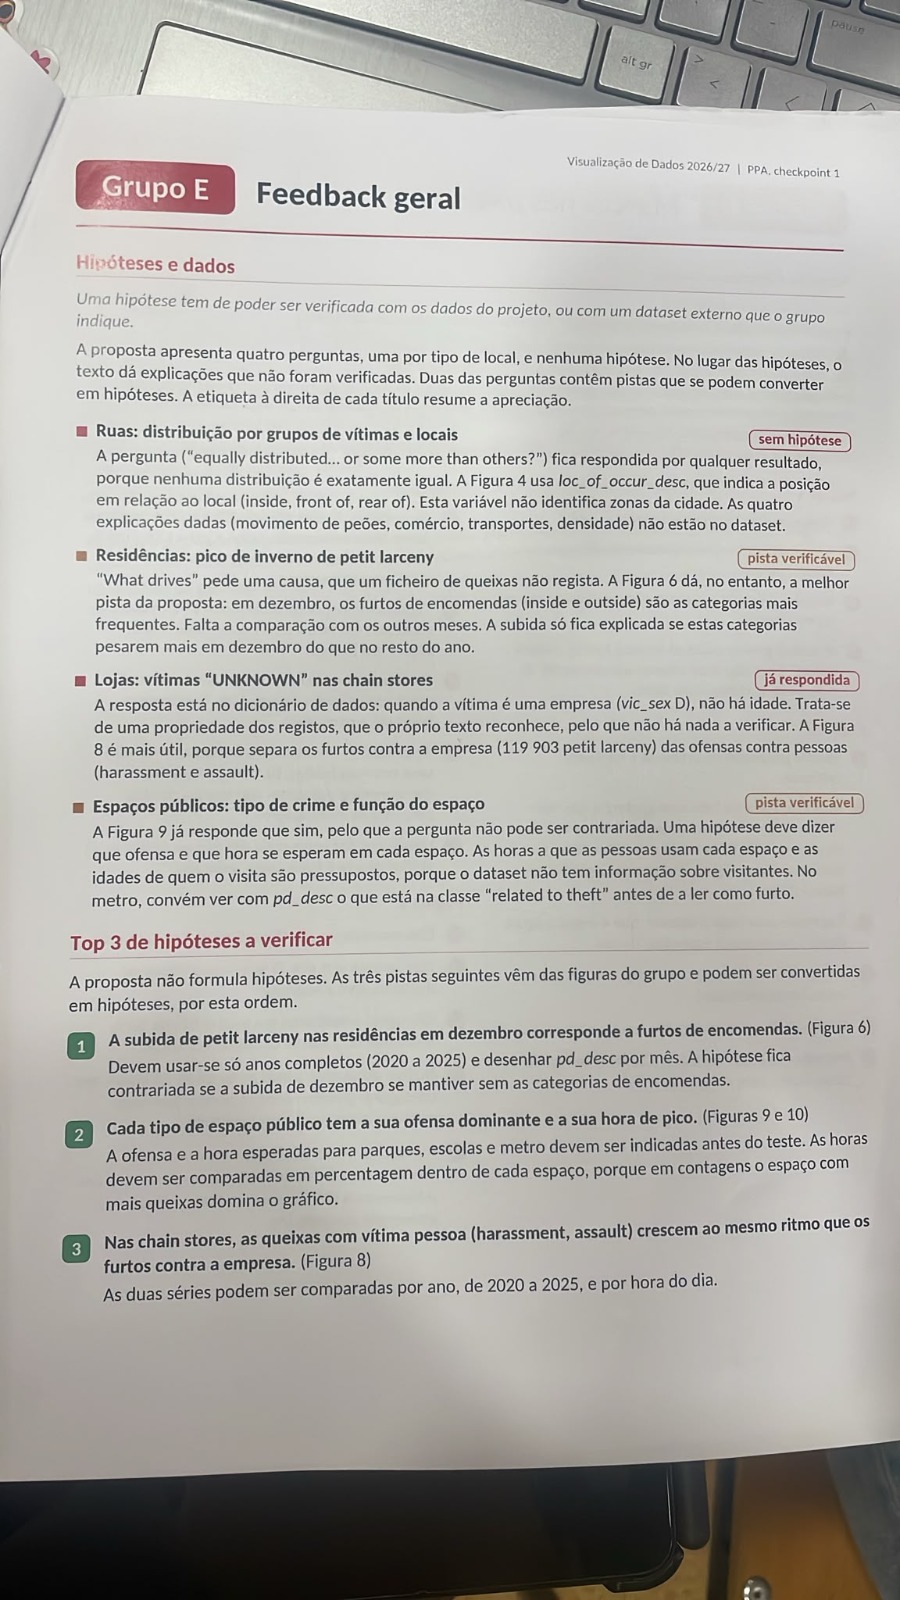 pause
alt gr
>
<
Visualização de Dados 2026/27 | PPA, checkpoint 1
Grupo E Feedback geral
Hipóteses e dados
Uma hipótese tem de poder ser verificada com os dados do projeto, ou com um dataset externo que o grupo
indique.
A proposta apresenta quatro perguntas, uma por tipo de local, e nenhuma hipótese. No lugar das hipóteses, o
texto dá explicações que não foram verificadas. Duas das perguntas contêm pistas que se podem converter
em hipóteses. A etiqueta à direita de cada título resume a apreciação.
Ruas: distribuição por grupos de vítimas e locais sem hipótese
A pergunta (“equally distributed... or some more than others?”) fica respondida por qualquer resultado,
porque nenhuma distribuição é exatamente igual. A Figura 4 usa loc_of_occur_desc, que indica a posição
em relação ao local (inside, front of, rear of). Esta variável não identifica zonas da cidade. As quatro
explicações dadas (movimento de peões, comércio, transportes, densidade) não estão no dataset.
Residências: pico de inverno de petit larceny pista verificável
“What drives” pede uma causa, que um ficheiro de queixas não regista. A Figura 6 dá, no entanto, a melhor
pista da proposta: em dezembro, os furtos de encomendas (inside e outside) são as categorias mais
frequentes. Falta a comparação com os outros meses. A subida só fica explicada se estas categorias
pesarem mais em dezembro do que no resto do ano.
Lojas: vítimas “UNKNOWN” nas chain stores já respondida
A resposta está no dicionário de dados: quando a vítima é uma empresa (vic_sex D), não há idade. Trata-se
de uma propriedade dos registos, que o próprio texto reconhece, pelo que não há nada a verificar. A Figura
8 é mais útil, porque separa os furtos contra a empresa (119 903 petit larceny) das ofensas contra pessoas
(harassment e assault).
Espaços públicos: tipo de crime e função do espaço pista verificável
A Figura 9 já responde que sim, pelo que a pergunta não pode ser contrariada. Uma hipótese deve dizer
que ofensa e que hora se esperam em cada espaço. As horas a que as pessoas usam cada espaço e as
idades de quem o visita são pressupostos, porque o dataset não tem informação sobre visitantes. No
metro, convém ver com pd_desc o que está na classe “related to theft” antes de a ler como furto.
Top 3 de hipóteses a verificar
A proposta não formula hipóteses. As três pistas seguintes vêm das figuras do grupo e podem ser convertidas
em hipóteses, por esta ordem.
1 A subida de petit larceny nas residências em dezembro corresponde a furtos de encomendas. (Figura 6)
Devem usar-se só anos completos (2020 a 2025) e desenhar pd_desc por mês. A hipótese fica
contrariada se a subida de dezembro se mantiver sem as categorias de encomendas.
2 Cada tipo de espaço público tem a sua ofensa dominante e a sua hora de pico. (Figuras 9 e 10)
A ofensa e a hora esperadas para parques, escolas e metro devem ser indicadas antes do teste. As horas
devem ser comparadas em percentagem dentro de cada espaço, porque em contagens o espaço com
mais queixas domina o gráfico.
3 Nas chain stores, as queixas com vítima pessoa (harassment, assault) crescem ao mesmo ritmo que os
furtos contra a empresa. (Figura 8)
As duas séries podem ser comparadas por ano, de 2020 a 2025, e por hora do dia.